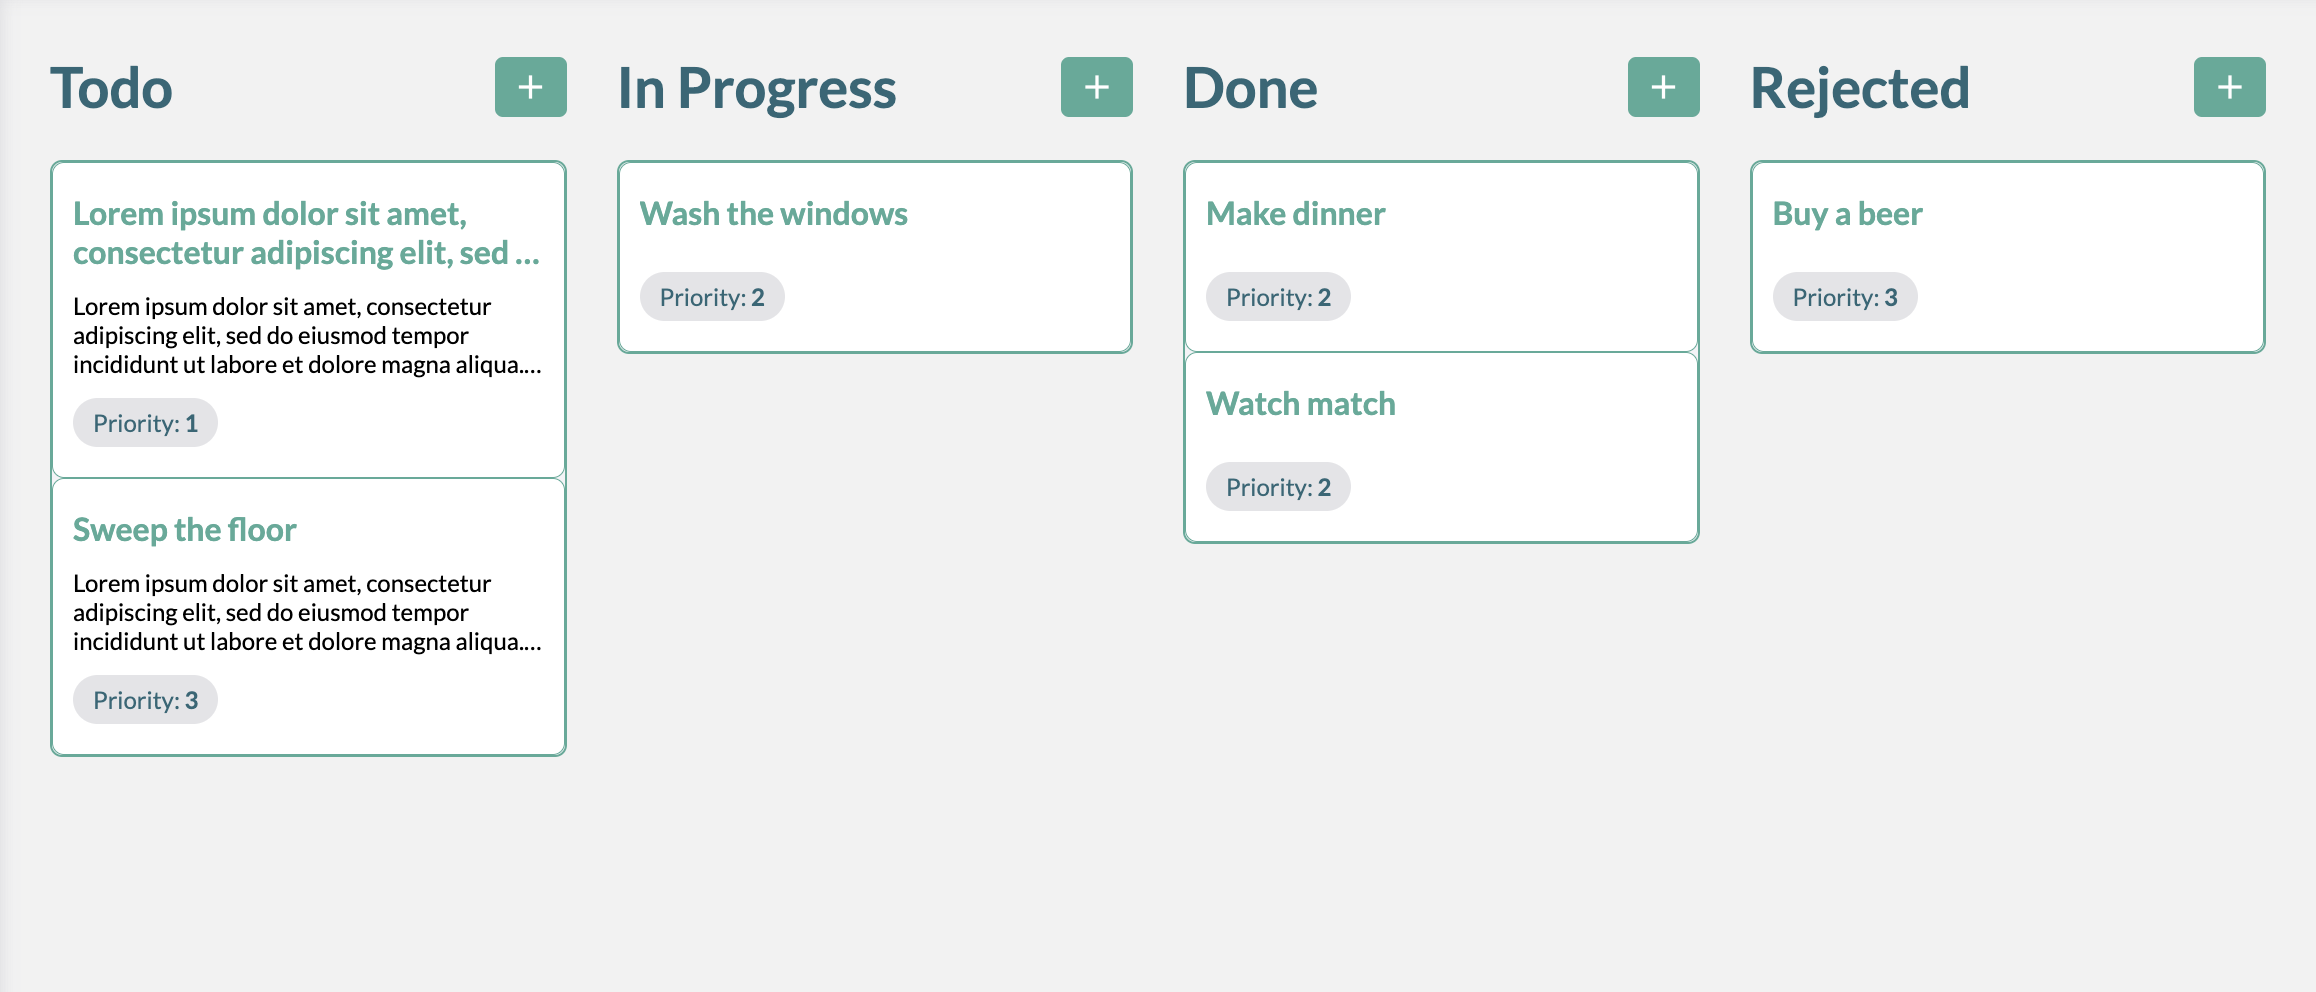 Todo
+
Lorem ipsum dolor sit amet,
consectetur adipiscing elit, sed ...
Lorem ipsum dolor sit amet, consectetur
adipiscing elit, sed do eiusmod tempor
incididunt ut labore et dolore magna aliqua....
Priority: 1
Sweep the floor
Lorem ipsum dolor sit amet, consectetur
adipiscing elit, sed do eiusmod tempor
incididunt ut labore et dolore magna aliqua....
Priority: 3
In Progress
+
Wash the windows
Priority: 2
Done
+
Make dinner
Priority: 2
Watch match
Priority: 2
Rejected
+
Buy a beer
Priority: 3